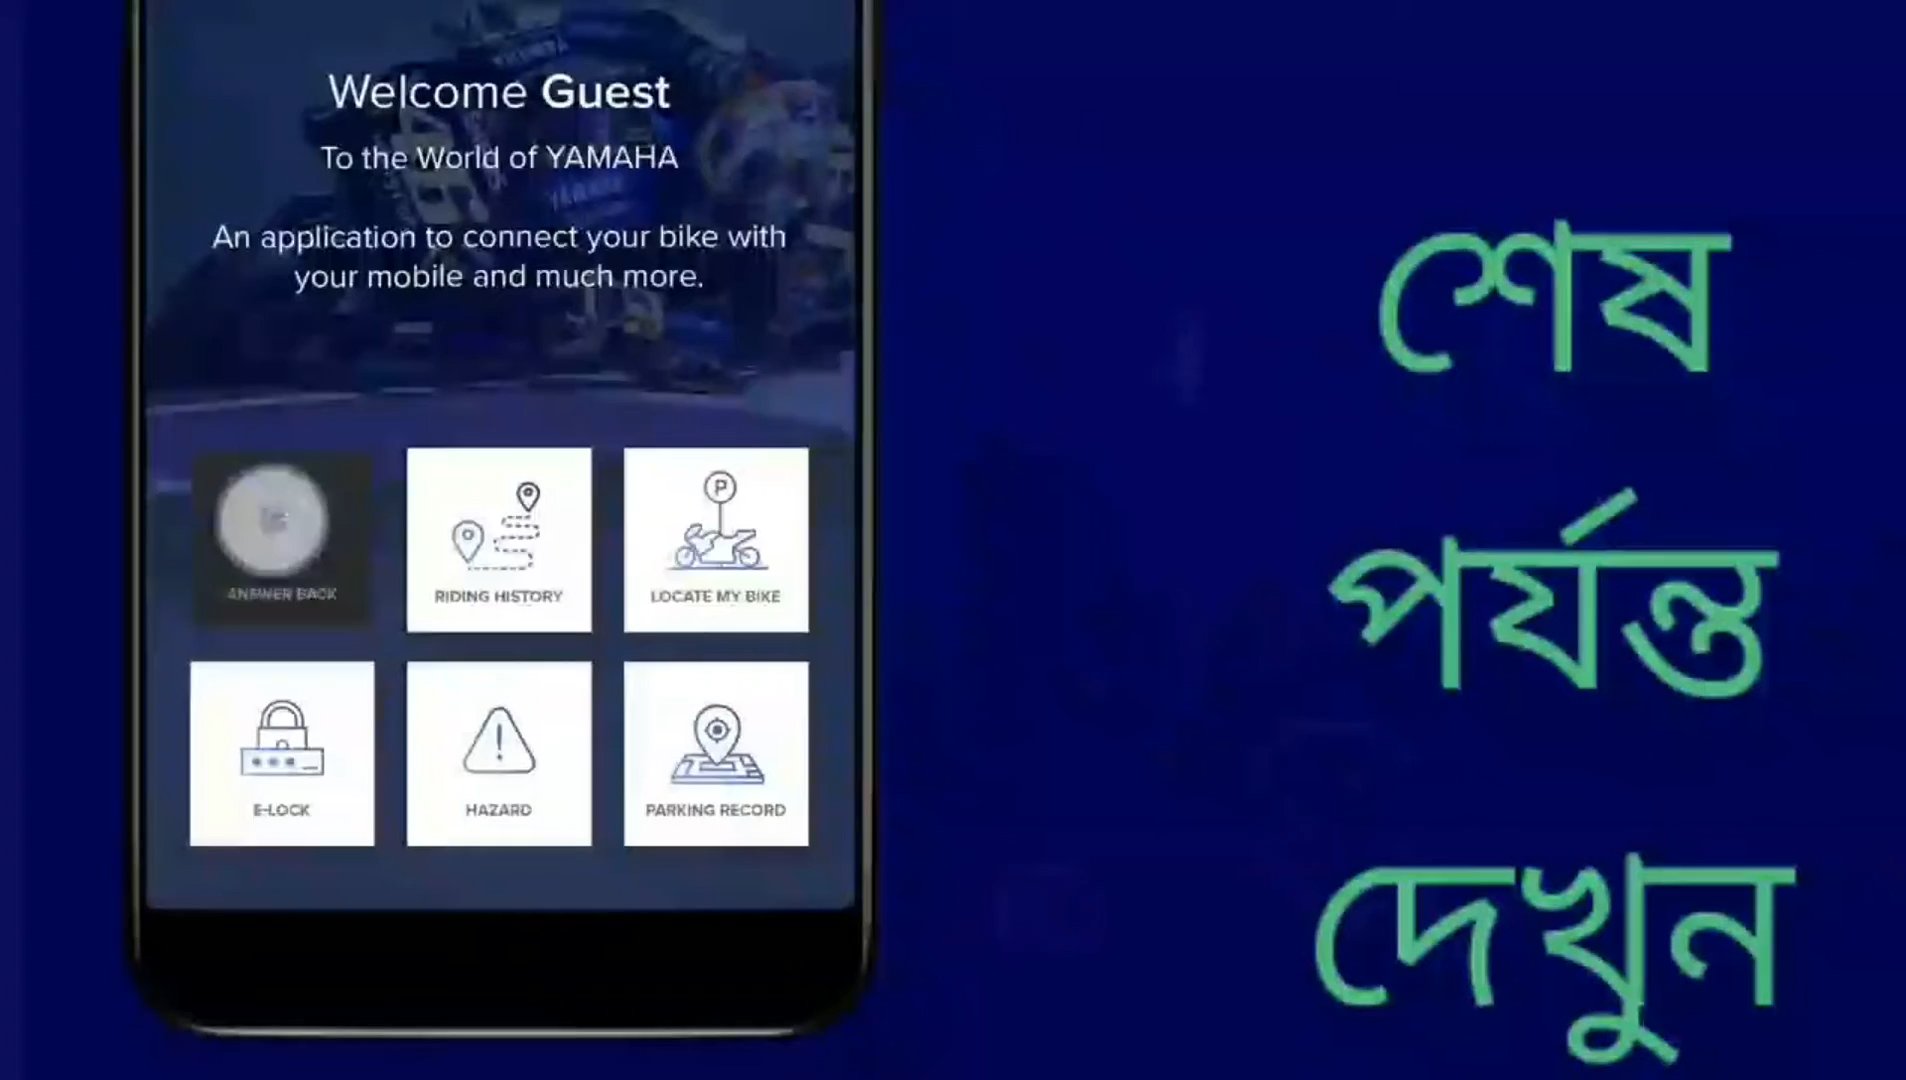 Welcome Guest
To the World of YAMAHA
An application to connect your bike with
your mobile and much more.
ANSWER BACK
RIDING HISTORY
P
LOCATE MY BIKE
E-LOCK
HAZARD
PARKING RECORD
শেষ
পর্যন্ত
দেখুন